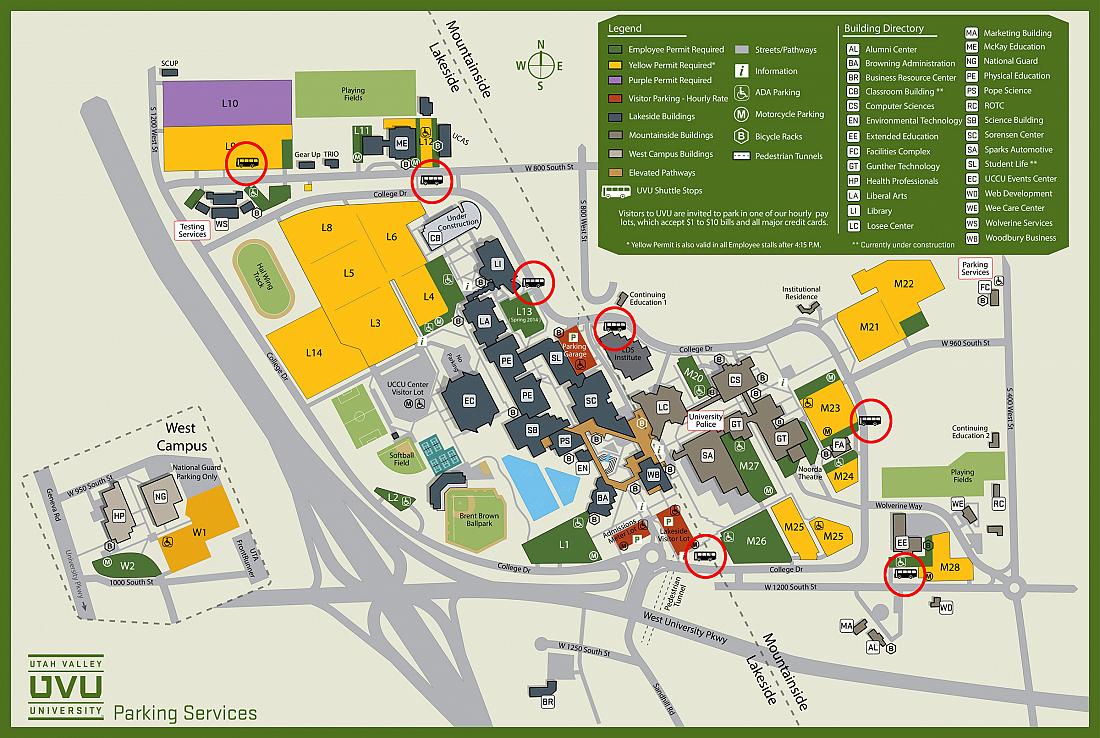 Legend
Employee Permit Required
Yellow Permit Required*
Purple Permit Required
Visitor Parking - Hourly Rate
Lakeside Buildings
Mountainside Buildings
West Campus Buildings
Elevated Pathways
UVU Shuttle Stops
Streets/Pathways
i Information
ADA Parking
M Motorcycle Parking
B Bicycle Racks
Pedestrian Tunnels
Visitors to UVU are invited to park in one of our hourly pay
lots, which accept $1 to $10 bills and all major credit cards.
* Yellow Permit is also valid in all Employee stalls after 4:15 P.M.
Building Directory
AL Alumni Center
BA Browning Administration
BR Business Resource Center
CB Classroom Building **
CS Computer Sciences
EN Environmental Technology
EE Extended Education
FC Facilities Complex
GT Gunther Technology
HP Health Professionals
LA Liberal Arts
LI Library
LC Losee Center
MA Marketing Building
ME McKay Education
NG National Guard
PE Physical Education
PS Pope Science
RC ROTC
SB Science Building
SC Sorensen Center
SA Sparks Automotive
SL Student Life **
EC UCCU Events Center
WD Web Development
WE Wee Care Center
WS Wolverine Services
WB Woodbury Business
** Currently under construction
N
W E
S
Mountainside
Lakeside
SCUP
S 1200 West St
L10
L9
Playing
Fields
L11
ME
L12
UCAS
Gear Up
TRIO
W 800 South St
S 800 West St
College Dr
Testing
Services
WS
Hal Wing
Track
L8
L6
L5
L4
L3
L14
Under
Construction
CB
LI
L13
(Spring 2014)
LA
PE
SL
Parking
Garage
P
Continuing
Education 1
LDS
Institute
College Dr
Institutional
Residence
Parking
Services
FC
M22
M21
W 960 South St
S 400 West St
College Dr
No
Parking
UCCU Center
Visitor Lot
EC
PE
SC
SB
PS
EN
LC
M20
CS
University
Police
GT
GT
SA
M27
M23
FA
Noorda
Theatre
M24
Continuing
Education 2
Playing
Fields
Softball
Field
L2
Brent Brown
Ballpark
BA
WB
L1
Admissions
Meter Lot
P
Lakeside
Visitor Lot
P
M26
M25
M25
Wolverine Way
WE
RC
EE
M28
College Dr
College Dr
W 1200 South St
WD
MA
AL
Pedestrian
Tunnel
West University Pkwy
W 1250 South St
Sandhill Rd
BR
Mountainside
Lakeside
West
Campus
W 950 South St
National Guard
Parking Only
NG
HP
W1
W2
Geneva Rd
University Pkwy
1000 South St
UTA
FrontRunner
UTAH VALLEY
UVU
UNIVERSITY
Parking Services